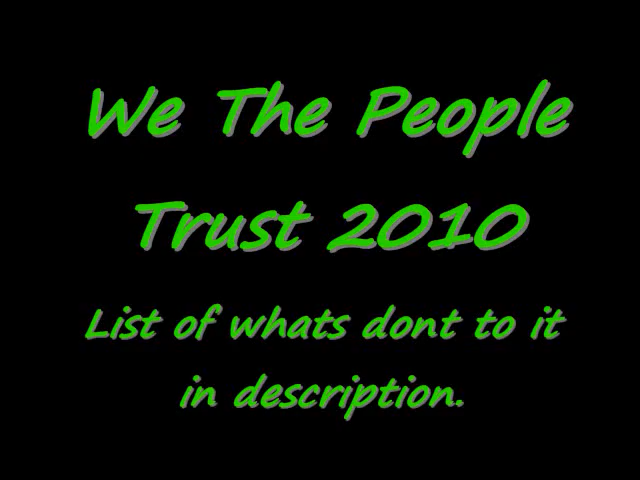 We The People
Trust 2010
List of whats dont to it
in description.